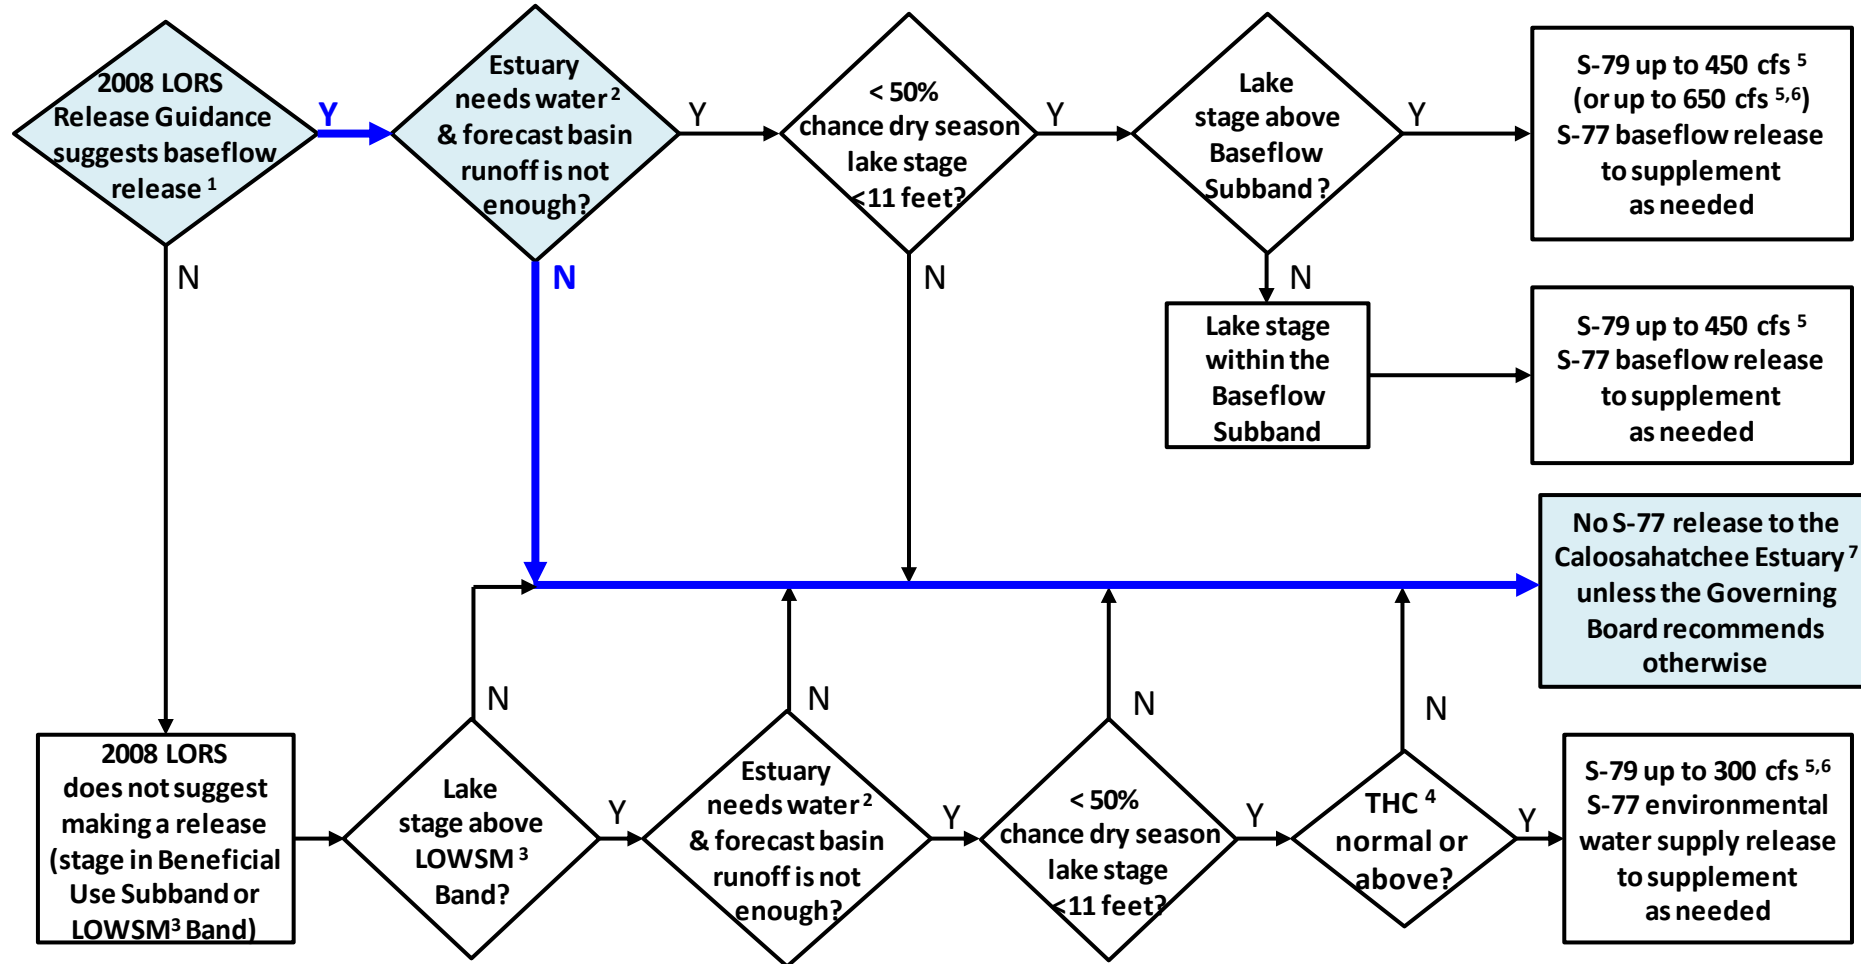 2008 LORS
Release Guidance
suggests baseflow
release 1
Y
Estuary
needs water 2
& forecast basin
runoff is not
enough?
Y
< 50%
chance dry season
lake stage
<11 feet?
Y
Lake
stage above
Baseflow
Subband ?
Y
S-79 up to 450 cfs 5
(or up to 650 cfs 5,6)
S-77 baseflow release
to supplement
as needed
N
N
N
N
Lake stage
within the
Baseflow
Subband
S-79 up to 450 cfs 5
S-77 baseflow release
to supplement
as needed
No S-77 release to the
Caloosahatchee Estuary 7
unless the Governing
Board recommends
otherwise
N
N
N
N
2008 LORS
does not suggest
making a release
(stage in Beneficial
Use Subband or
LOWSM3 Band)
Lake
stage above
LOWSM 3
Band?
Y
Estuary
needs water 2
& forecast basin
runoff is not
enough?
Y
< 50%
chance dry season
lake stage
<11 feet?
Y
THC 4
normal or
above?
Y
S-79 up to 300 cfs 5,6
S-77 environmental
water supply release
to supplement
as needed